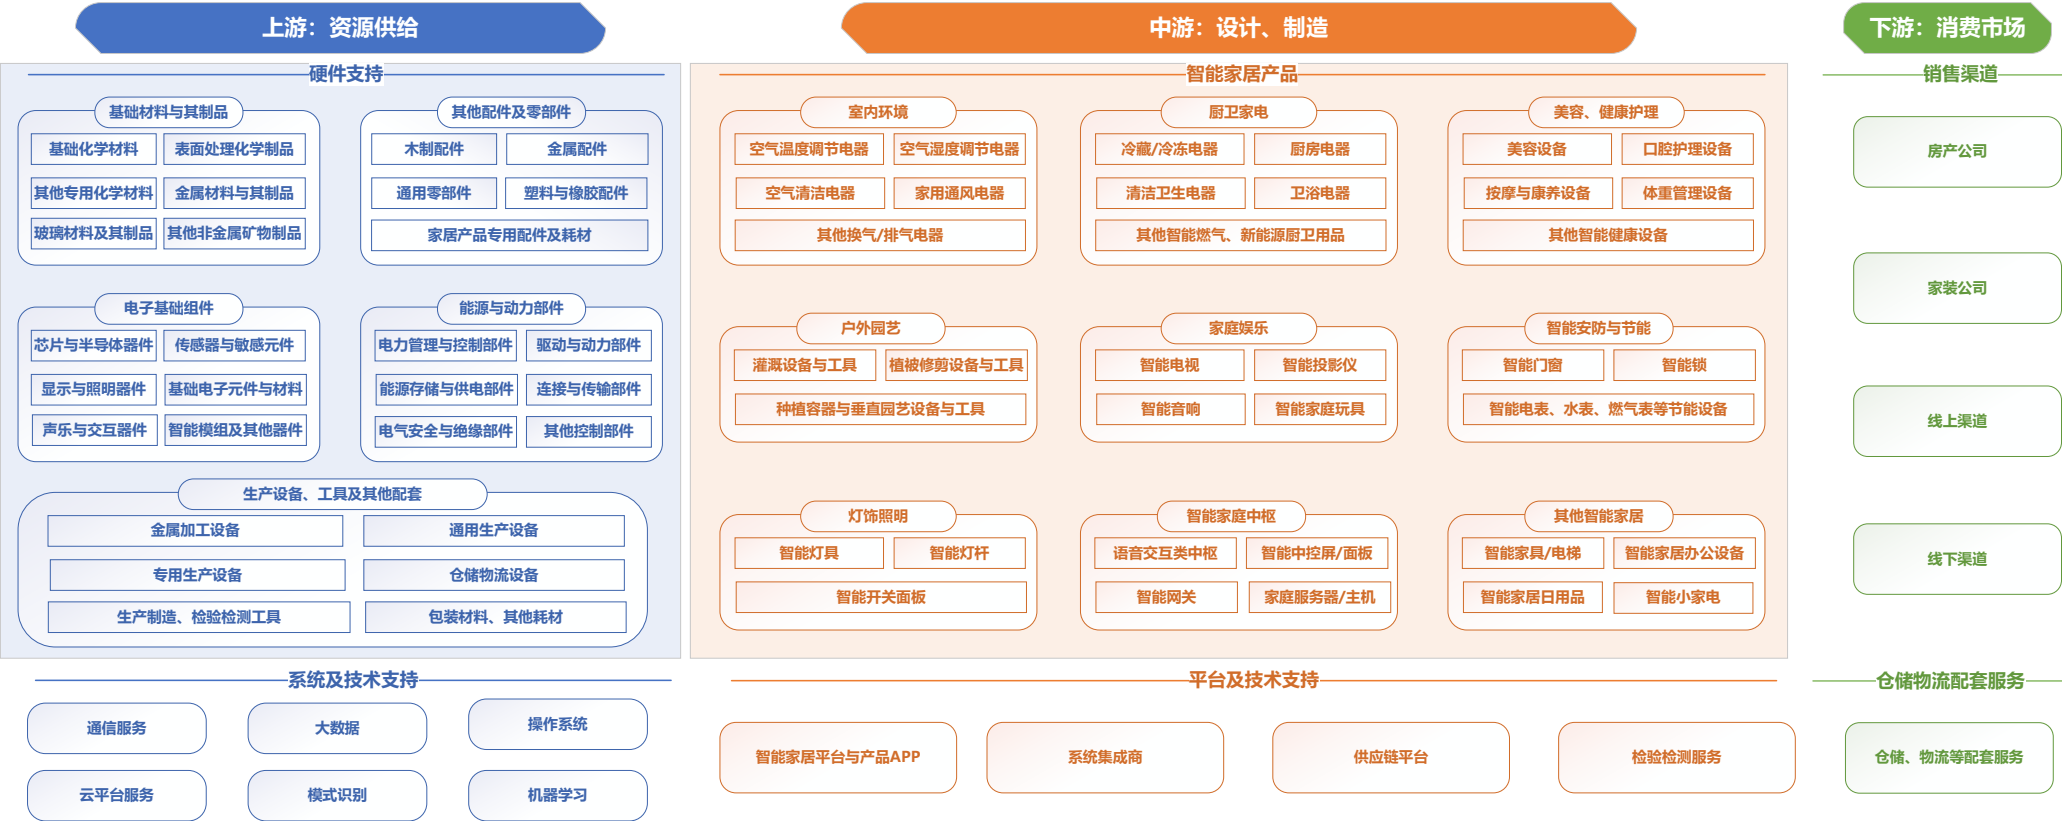 上游：资源供给
硬件支持
基础材料与其制品
基础化学材料
表面处理化学制品
其他专用化学材料
金属材料与其制品
玻璃材料及其制品
其他非金属矿物制品
其他配件及零部件
木制配件
金属配件
通用零部件
塑料与橡胶配件
家居产品专用配件及耗材
电子基础组件
芯片与半导体器件
传感器与敏感元件
显示与照明器件
基础电子元件与材料
声乐与交互器件
智能模组及其他器件
能源与动力部件
电力管理与控制部件
驱动与动力部件
能源存储与供电部件
连接与传输部件
电气安全与绝缘部件
其他控制部件
生产设备、工具及其他配套
金属加工设备
通用生产设备
专用生产设备
仓储物流设备
生产制造、检验检测工具
包装材料、其他耗材
系统及技术支持
通信服务
大数据
操作系统
云平台服务
模式识别
机器学习
中游：设计、制造
智能家居产品
室内环境
空气温度调节电器
空气湿度调节电器
空气清洁电器
家用通风电器
其他换气/排气电器
厨卫家电
冷藏/冷冻电器
厨房电器
清洁卫生电器
卫浴电器
其他智能燃气、新能源厨卫用品
美容、健康护理
美容设备
口腔护理设备
按摩与康养设备
体重管理设备
其他智能健康设备
户外园艺
灌溉设备与工具
植被修剪设备与工具
种植容器与垂直园艺设备与工具
家庭娱乐
智能电视
智能投影仪
智能音响
智能家庭玩具
智能安防与节能
智能门窗
智能锁
智能电表、水表、燃气表等节能设备
灯饰照明
智能灯具
智能灯杆
智能开关面板
智能家庭中枢
语音交互类中枢
智能中控屏/面板
智能网关
家庭服务器/主机
其他智能家居
智能家具/电梯
智能家居办公设备
智能家居日用品
智能小家电
平台及技术支持
智能家居平台与产品APP
系统集成商
供应链平台
检验检测服务
下游：消费市场
销售渠道
房产公司
家装公司
线上渠道
线下渠道
仓储物流配套服务
仓储、物流等配套服务